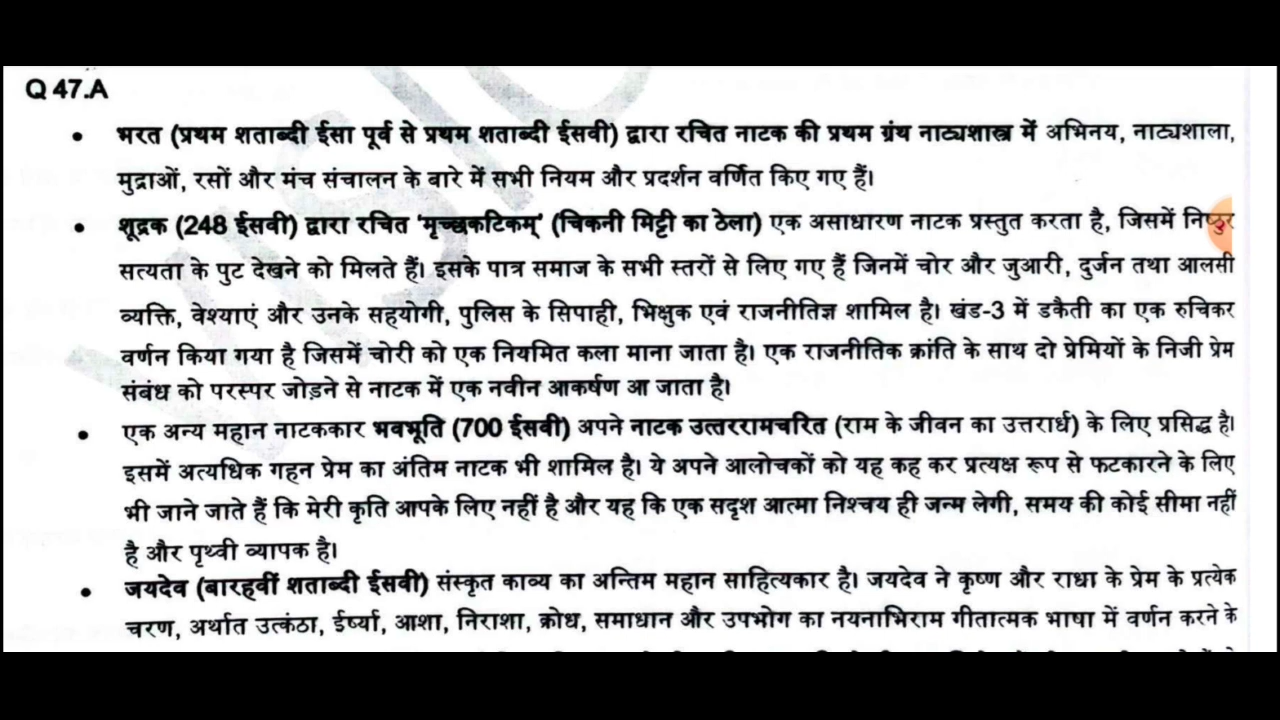 Q 47.A
• भरत (प्रथम शताब्दी ईसा पूर्व से प्रथम शताब्दी ईसवी) द्वारा रचित नाटक की प्रथम ग्रंथ नाट्यशास्त्र में अभिनय, नाट्यशाला,
मुद्राओं, रसों और मंच संचालन के बारे में सभी नियम और प्रदर्शन वर्णित किए गए हैं।
• शूद्रक (248 ईसवी) द्वारा रचित 'मृच्छकटिकम्' (चिकनी मिट्टी का ठेला) एक असाधारण नाटक प्रस्तुत करता है, जिसमें निष्ठुर
सत्यता के पुट देखने को मिलते हैं। इसके पात्र समाज के सभी स्तरों से लिए गए हैं जिनमें चोर और जुआरी, दुर्जन तथा आलसी
व्यक्ति, वेश्याएं और उनके सहयोगी, पुलिस के सिपाही, भिक्षुक एवं राजनीतिज्ञ शामिल है। खंड-3 में डकैती का एक रुचिकर
वर्णन किया गया है जिसमें चोरी को एक नियमित कला माना जाता है। एक राजनीतिक क्रांति के साथ दो प्रेमियों के निजी प्रेम
संबंध को परस्पर जोड़ने से नाटक में एक नवीन आकर्षण आ जाता है।
• एक अन्य महान नाटककार भवभूति (700 ईसवी) अपने नाटक उत्तररामचरित (राम के जीवन का उत्तरार्ध) के लिए प्रसिद्ध है।
इसमें अत्यधिक गहन प्रेम का अंतिम नाटक भी शामिल है। ये अपने आलोचकों को यह कह कर प्रत्यक्ष रूप से फटकारने के लिए
भी जाने जाते हैं कि मेरी कृति आपके लिए नहीं है और यह कि एक सदृश आत्मा निश्चय ही जन्म लेगी, समय की कोई सीमा नहीं
है और पृथ्वी व्यापक है।
• जयदेव (बारहवीं शताब्दी ईसवी) संस्कृत काव्य का अन्तिम महान साहित्यकार है। जयदेव ने कृष्ण और राधा के प्रेम के प्रत्येक
चरण, अर्थात उत्कंठा, ईर्ष्या, आशा, निराशा, क्रोध, समाधान और उपभोग का नयनाभिराम गीतात्मक भाषा में वर्णन करने के